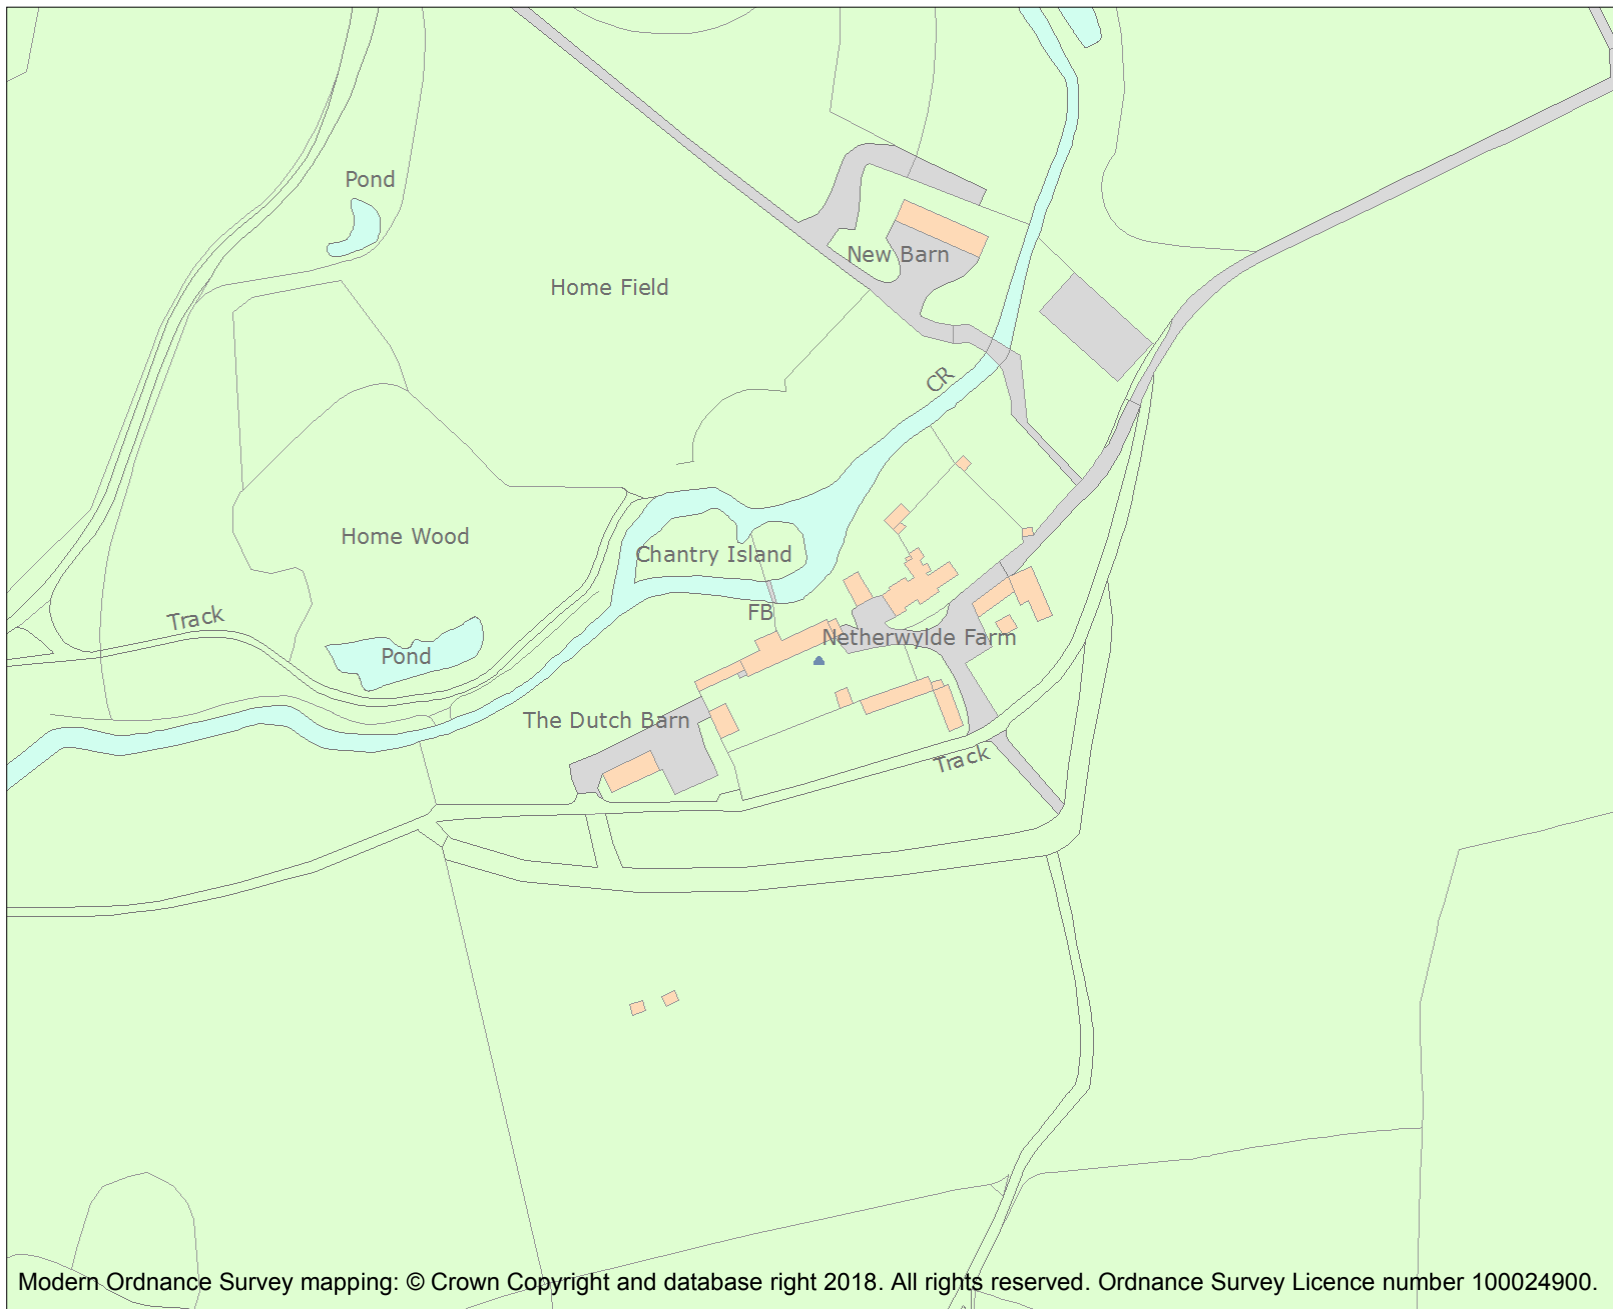 Pond
New Barn
Home Field
CR
Home Wood
Chantry Island
FB
Track
Netherwylde Farm
Pond
The Dutch Barn
Track
Modern Ordnance Survey mapping: © Crown Copyright and database right 2018. All rights reserved. Ordnance Survey Licence number 100024900.